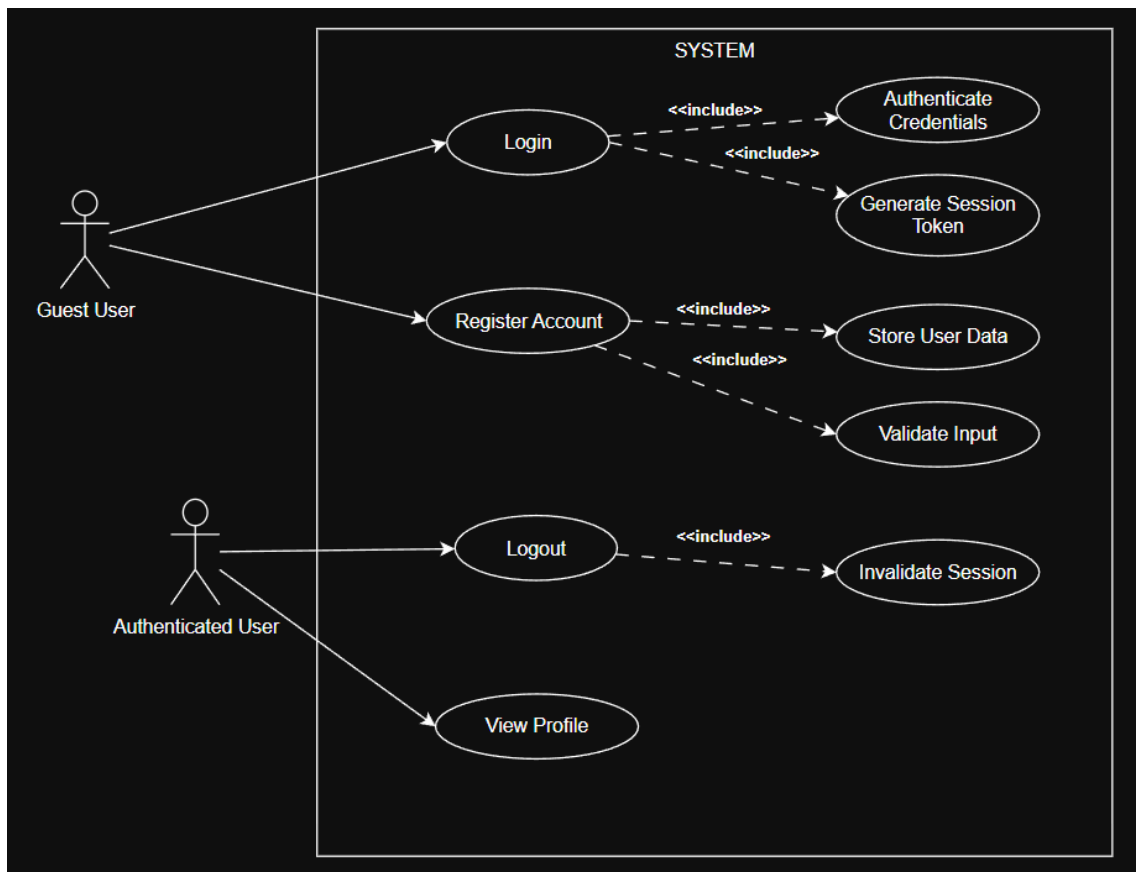 SYSTEM
<<include>>
Authenticate
Credentials
Login
<<include>>
Generate Session
Token
Guest User
<<include>>
Register Account
Store User Data
<<include>>
Validate Input
Logout
<<include>>
Invalidate Session
Authenticated User
View Profile